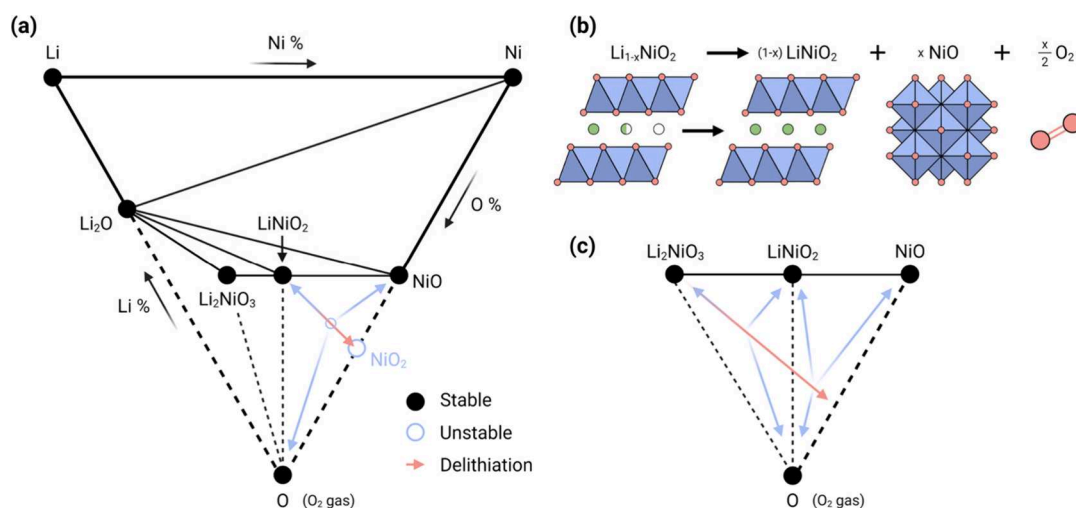 (a)
Li
Ni %
Ni
O %
Li₂O
LiNiO₂
Li₂NiO₃
NiO
Li %
NiO₂
Stable
Unstable
Delithiation
O (O₂ gas)
(b)
Li₁₋ₓNiO₂ (1-x) LiNiO₂ + x NiO + x/2 O₂
(c)
Li₂NiO₃ LiNiO₂ NiO
O (O₂ gas)